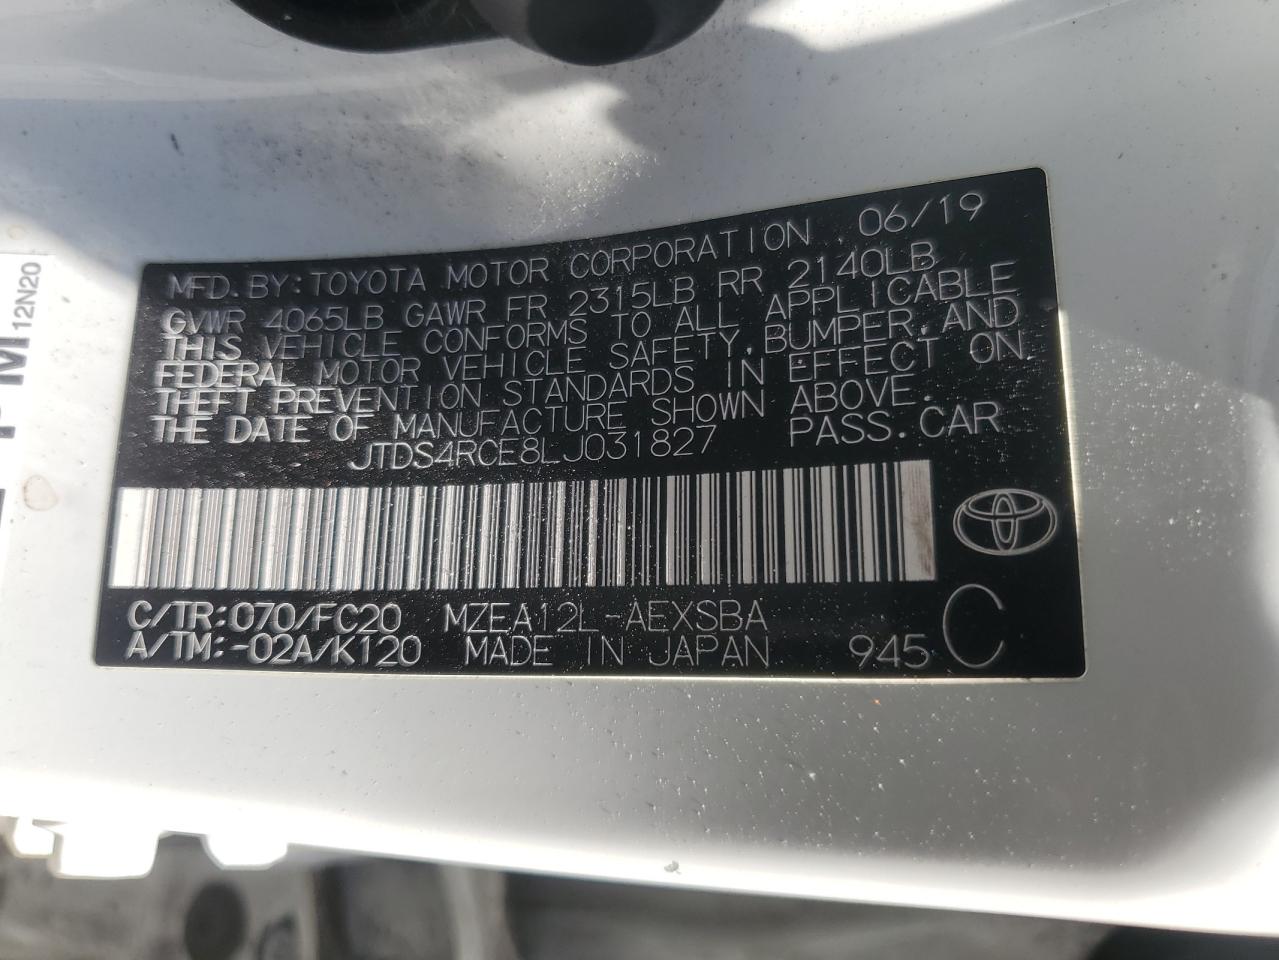 MFD. BY: TOYOTA MOTOR CORPORATION 06/19
GVWR 4065LB GAWR FR 2315LB RR 2140LB
THIS VEHICLE CONFORMS TO ALL APPLICABLE
FEDERAL MOTOR VEHICLE SAFETY, BUMPER, AND
THEFT PREVENTION STANDARDS IN EFFECT ON
THE DATE OF MANUFACTURE SHOWN ABOVE.
JTDS4RCE8LJ031827 PASS. CAR
C/TR: 070/FC20 MZEA12L-AEXSBA
A/TM: -02A/K120 MADE IN JAPAN 945 C
12N20